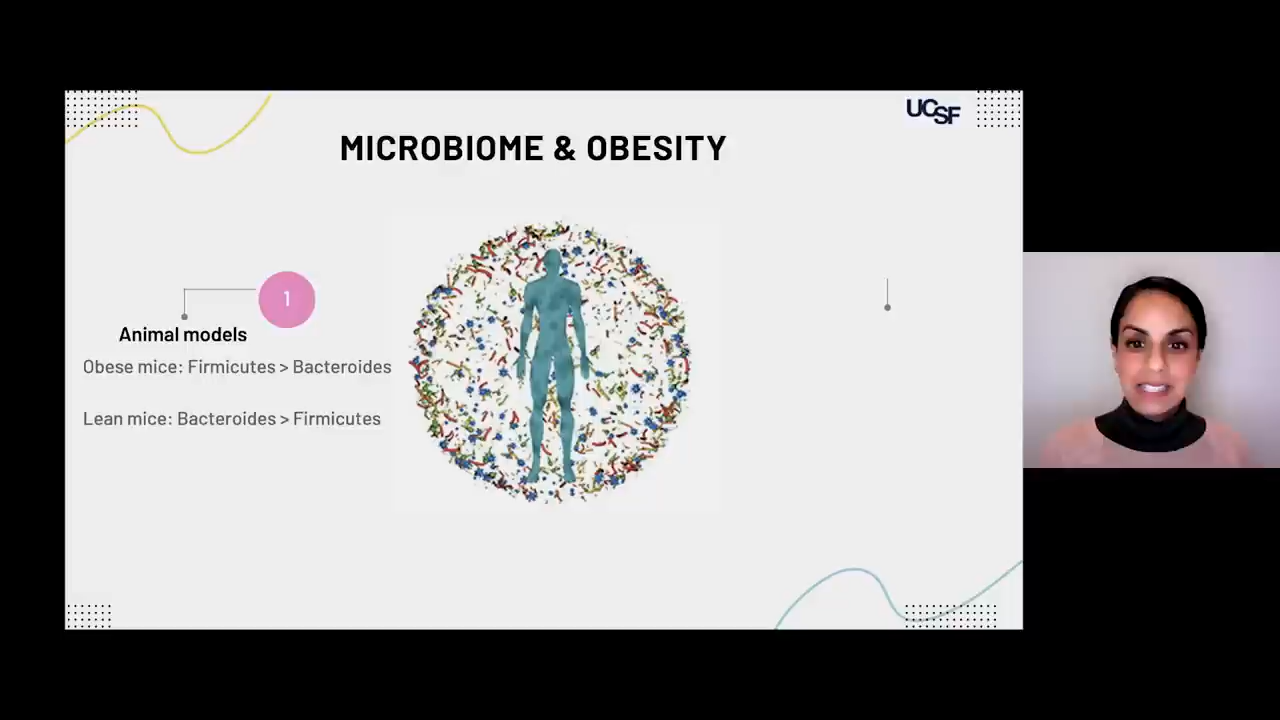 UCSF
MICROBIOME & OBESITY
1
Animal models
Obese mice: Firmicutes > Bacteroides
Lean mice: Bacteroides > Firmicutes